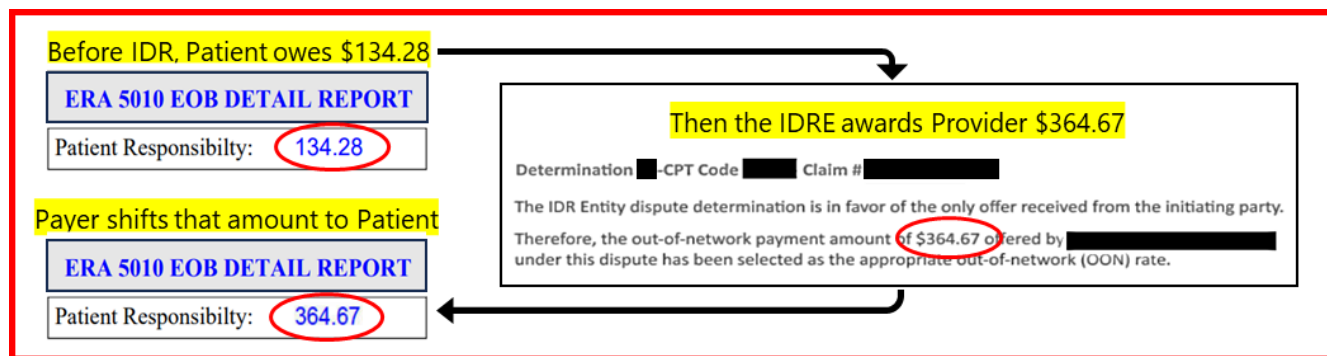 Before IDR, Patient owes $134.28
ERA 5010 EOB DETAIL REPORT
Patient Responsibilty: 134.28
Then the IDRE awards Provider $364.67
Determination -CPT Code Claim #
The IDR Entity dispute determination is in favor of the only offer received from the initiating party.
Therefore, the out-of-network payment amount of $364.67 offered by
under this dispute has been selected as the appropriate out-of-network (OON) rate.
Payer shifts that amount to Patient
ERA 5010 EOB DETAIL REPORT
Patient Responsibilty: 364.67